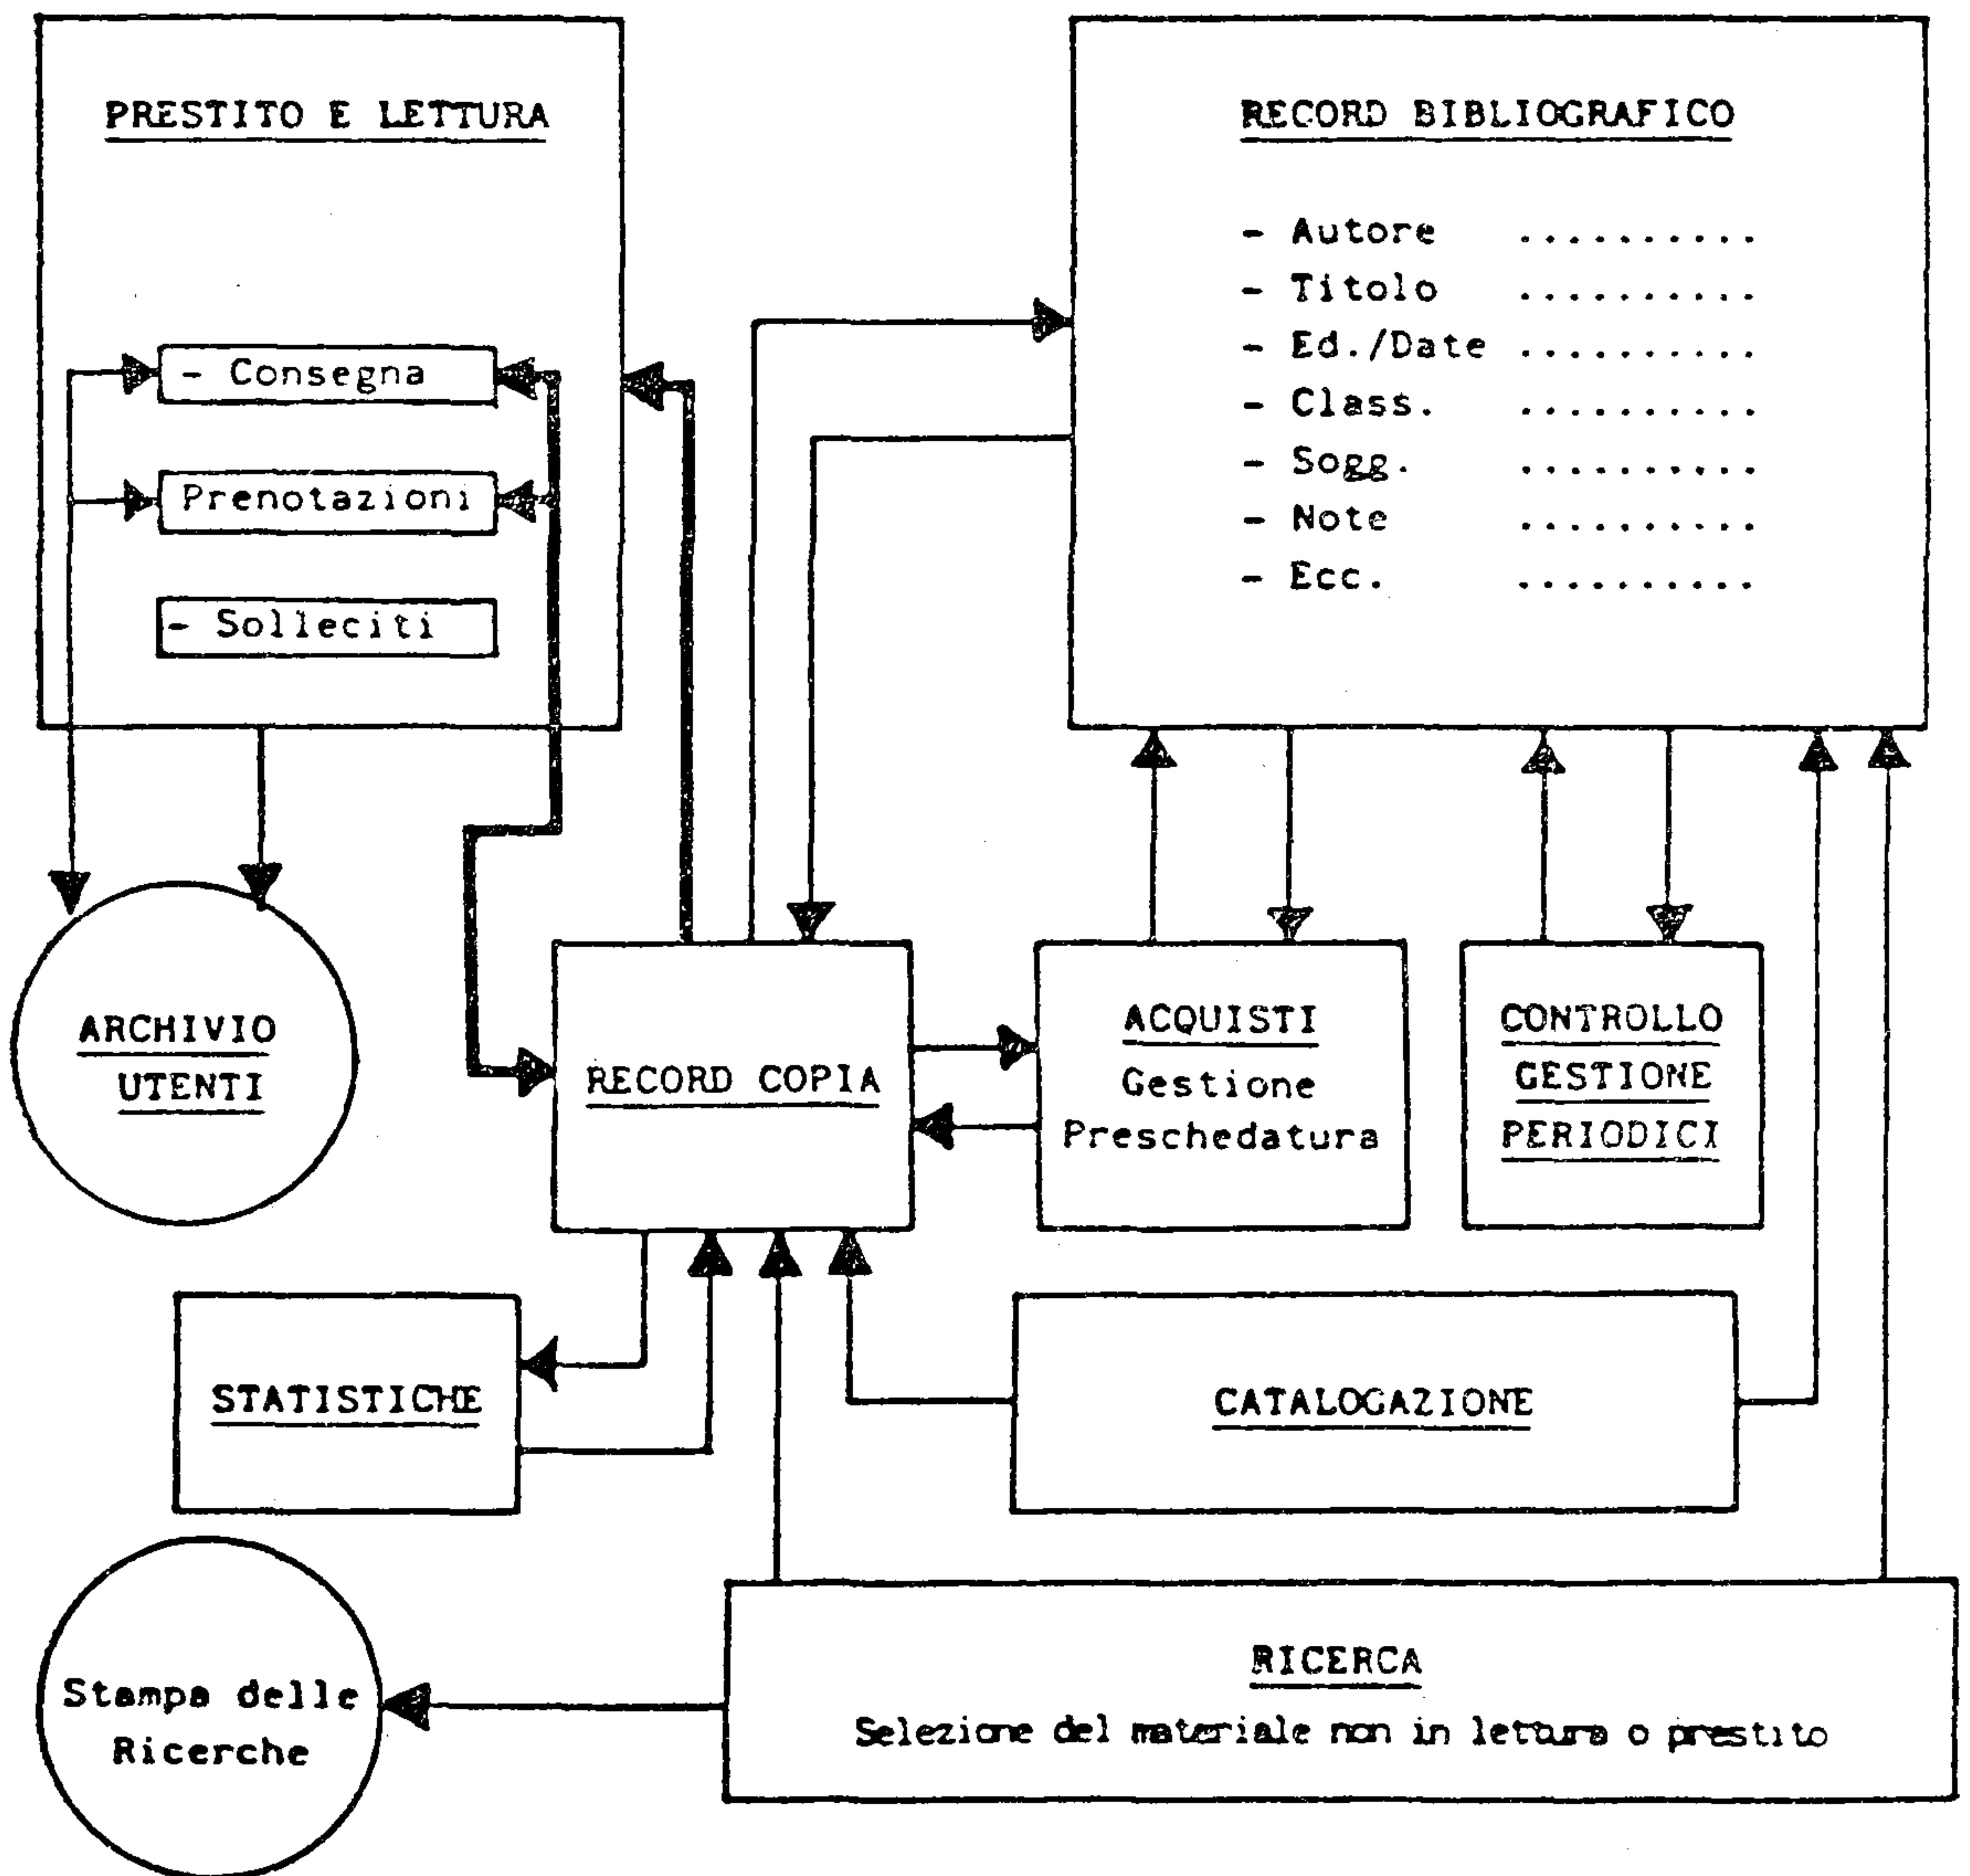 PRESTITO E LETTURA
- Consegna
Prenotazioni
- Solleciti
RECORD BIBLIOGRAFICO
- Autore ..........
- Titolo ..........
- Ed./Date ..........
- Class. ..........
- Sogg. ..........
- Note ..........
- Ecc. ..........
ARCHIVIO
UTENTI
RECORD COPIA
ACQUISTI
Gestione
Preschedatura
CONTROLLO
GESTIONE
PERIODICI
STATISTICHE
CATALOGAZIONE
Stampa delle
Ricerche
RICERCA
Selezione del materiale non in lettura o prestito